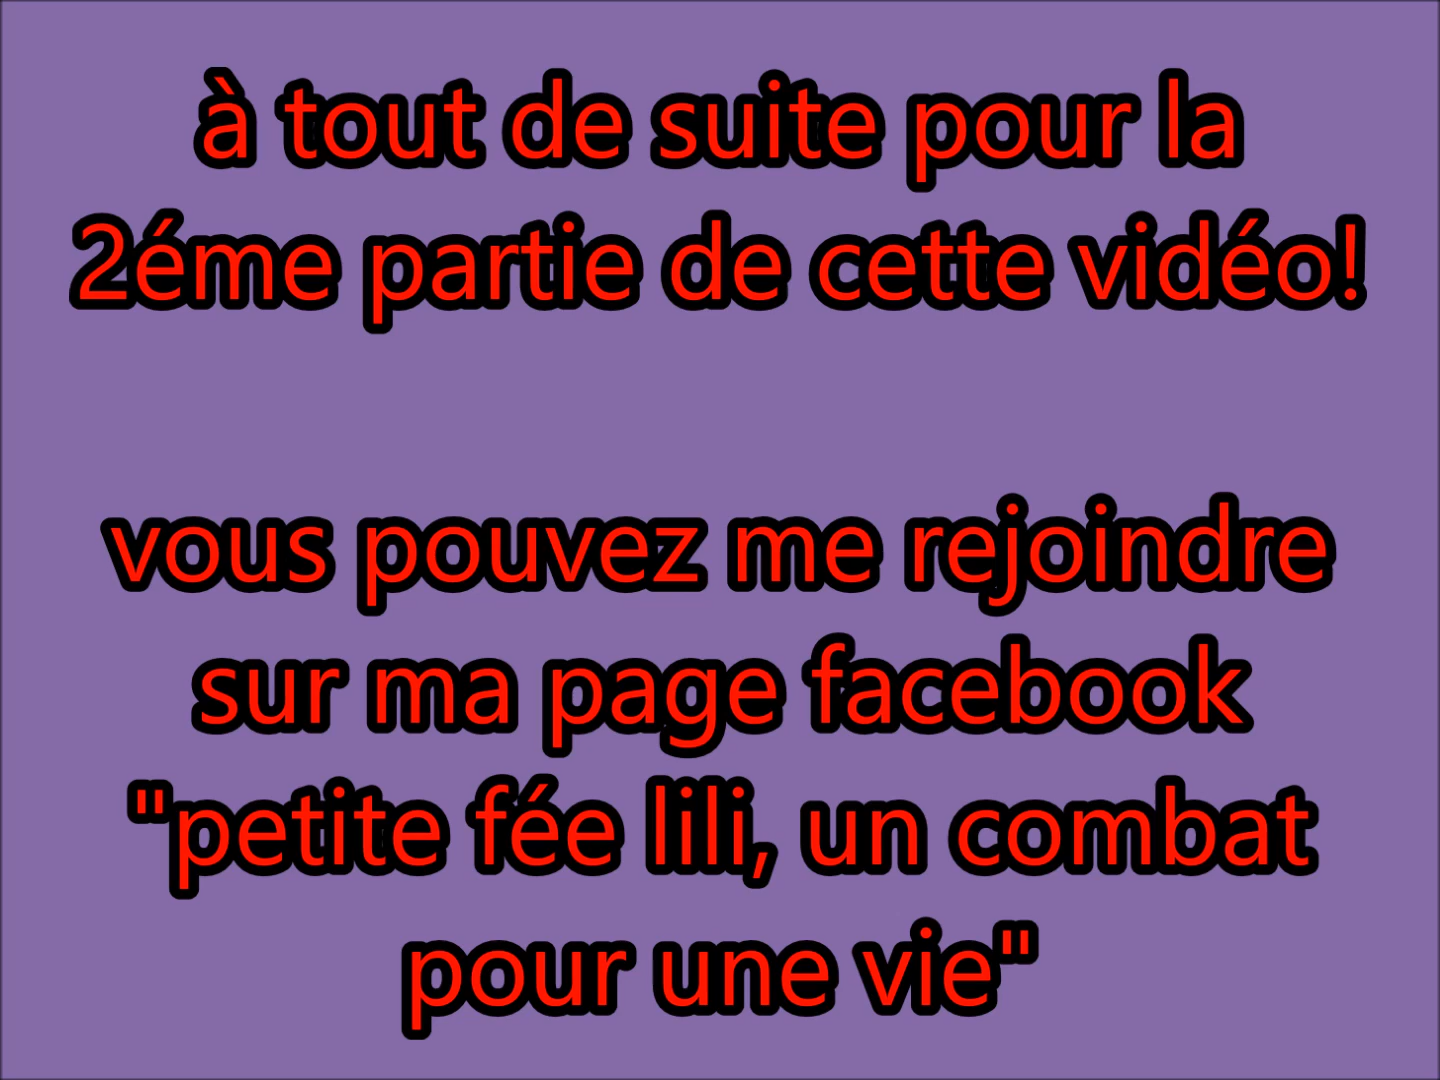 à tout de suite pour la
2éme partie de cette vidéo!
vous pouvez me rejoindre
sur ma page facebook
"petite fée lili, un combat
pour une vie"